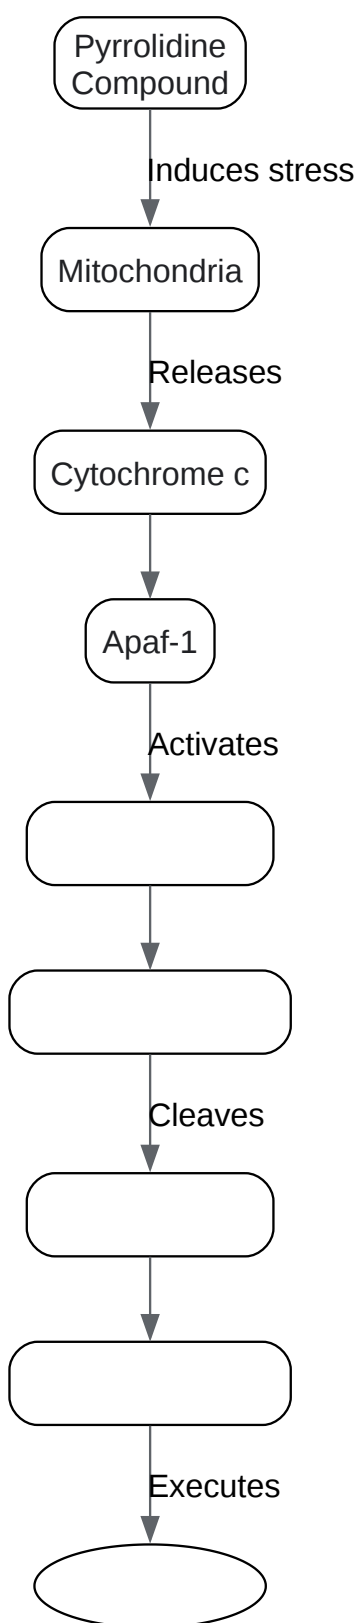 Pyrrolidine
Compound
Induces stress
Mitochondria
Releases
Cytochrome c
Apaf-1
Activates
Cleaves
Executes